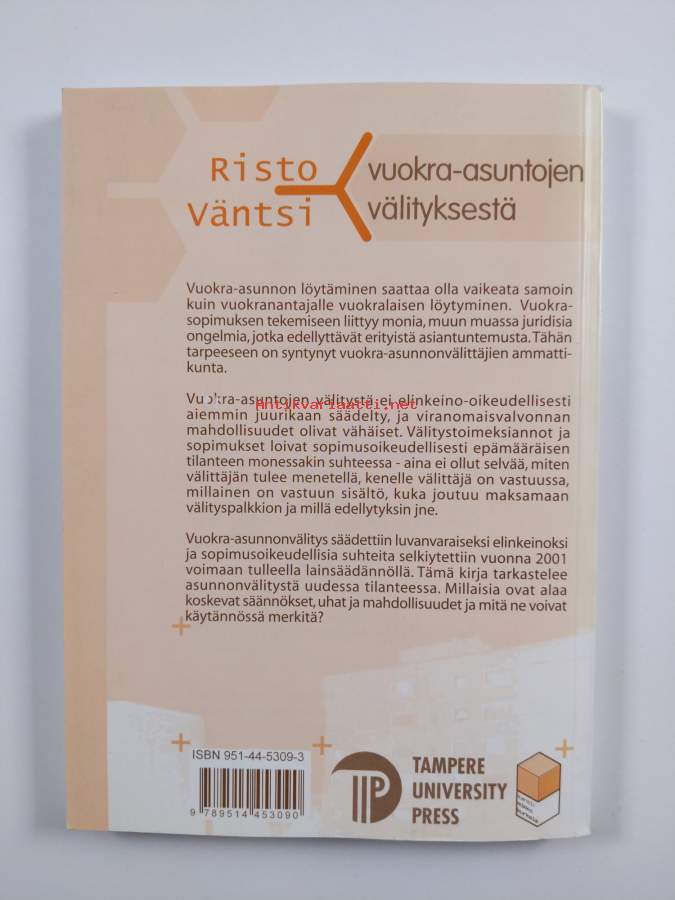 Risto
Väntsi
vuokra-asuntojen
välityksestä
Vuokra-asunnon löytäminen saattaa olla vaikeata samoin
kuin vuokranantajalle vuokralaisen löytyminen. Vuokra-
sopimuksen tekemiseen liittyy monia, muun muassa juridisia
ongelmia, jotka edellyttävät erityistä asiantuntemusta. Tähän
tarpeeseen on syntynyt vuokra-asunnonvälittäjien ammatti-
kunta.
Vuokra-asuntojen välitystä ei elinkeino-oikeudellisesti
Antikvariaatti.net
aiemmin juurikaan säädelty, ja viranomaisvalvonnan
mahdollisuudet olivat vähäiset. Välitystoimeksiannot ja
sopimukset loivat sopimusoikeudellisesti epämääräisen
tilanteen monessakin suhteessa - aina ei ollut selvää, miten
välittäjän tulee menetellä, kenelle välittäjä on vastuussa,
millainen on vastuun sisältö, kuka joutuu maksamaan
välityspalkkion ja millä edellytyksin jne.
Vuokra-asunnonvälitys säädettiin luvanvaraiseksi elinkeinoksi
ja sopimusoikeudellisia suhteita selkiytettiin vuonna 2001
voimaan tulleella lainsäädännöllä. Tämä kirja tarkastelee
asunnonvälitystä uudessa tilanteessa. Millaisia ovat alaa
koskevat säännökset, uhat ja mahdollisuudet ja mitä ne voivat
käytännössä merkitä?
ISBN 951-44-5309-3
9 789514 453090
TAMPERE
UNIVERSITY
PRESS